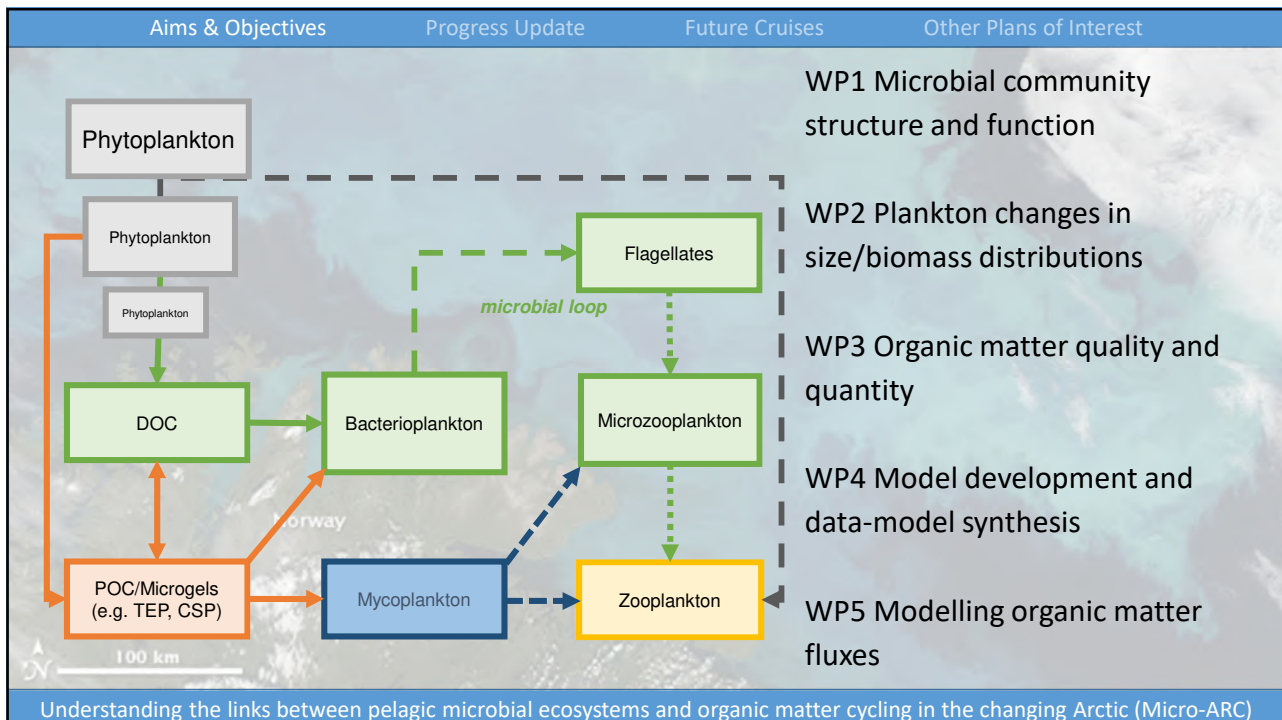 Aims & Objectives
Progress Update
Future Cruises
Other Plans of Interest
Phytoplankton
Phytoplankton
Phytoplankton
DOC
POC/Microgels
(e.g. TEP, CSP)
Bacterioplankton
Mycoplankton
microbial loop
Flagellates
Microzooplankton
Zooplankton
Norway
N
100 km
WP1 Microbial community
structure and function
WP2 Plankton changes in
size/biomass distributions
WP3 Organic matter quality and
quantity
WP4 Model development and
data-model synthesis
WP5 Modelling organic matter
fluxes
Understanding the links between pelagic microbial ecosystems and organic matter cycling in the changing Arctic (Micro-ARC)